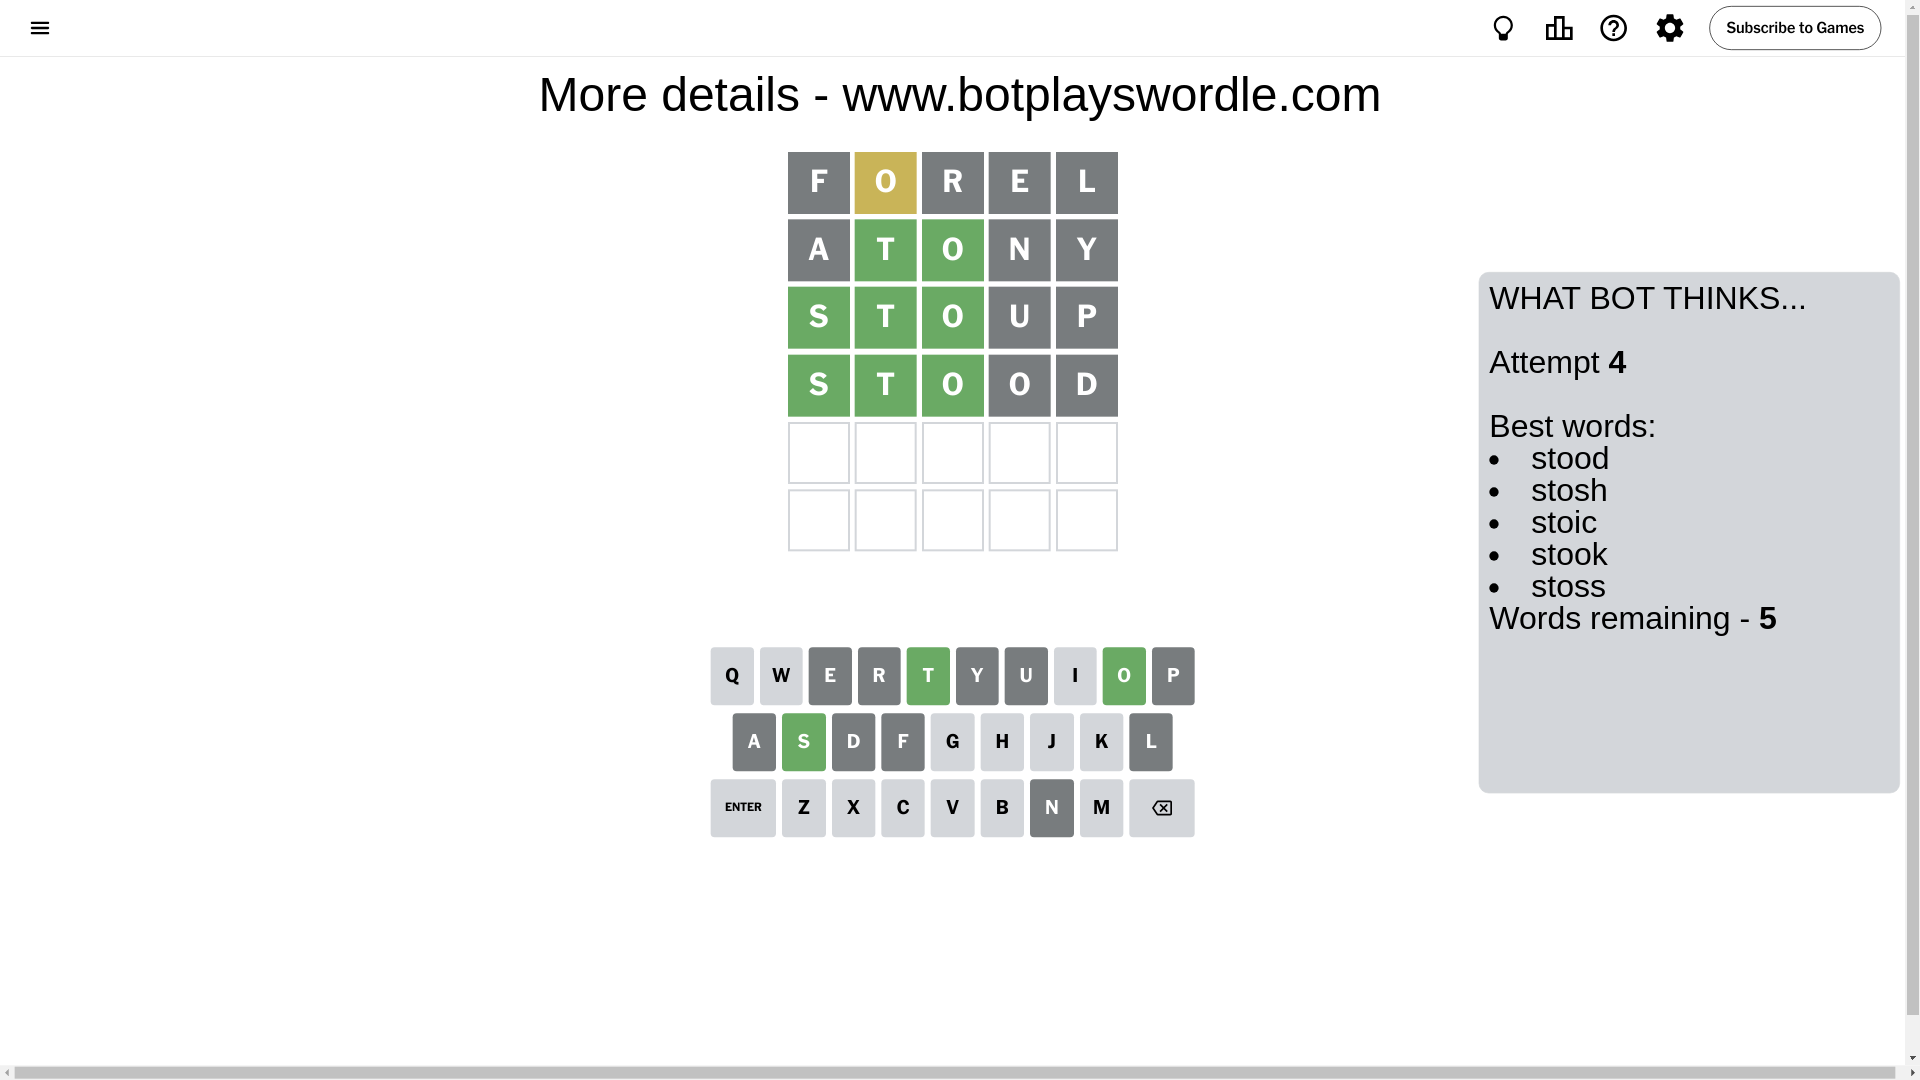 Subscribe to Games
More details - www.botplayswordle.com
F O R E L
A T O N Y
S T O U P
S T O O D
WHAT BOT THINKS...
Attempt 4
Best words:
• stood
• stosh
• stoic
• stook
• stoss
Words remaining - 5
Q W E R T Y U I O P
A S D F G H J K L
ENTER Z X C V B N M